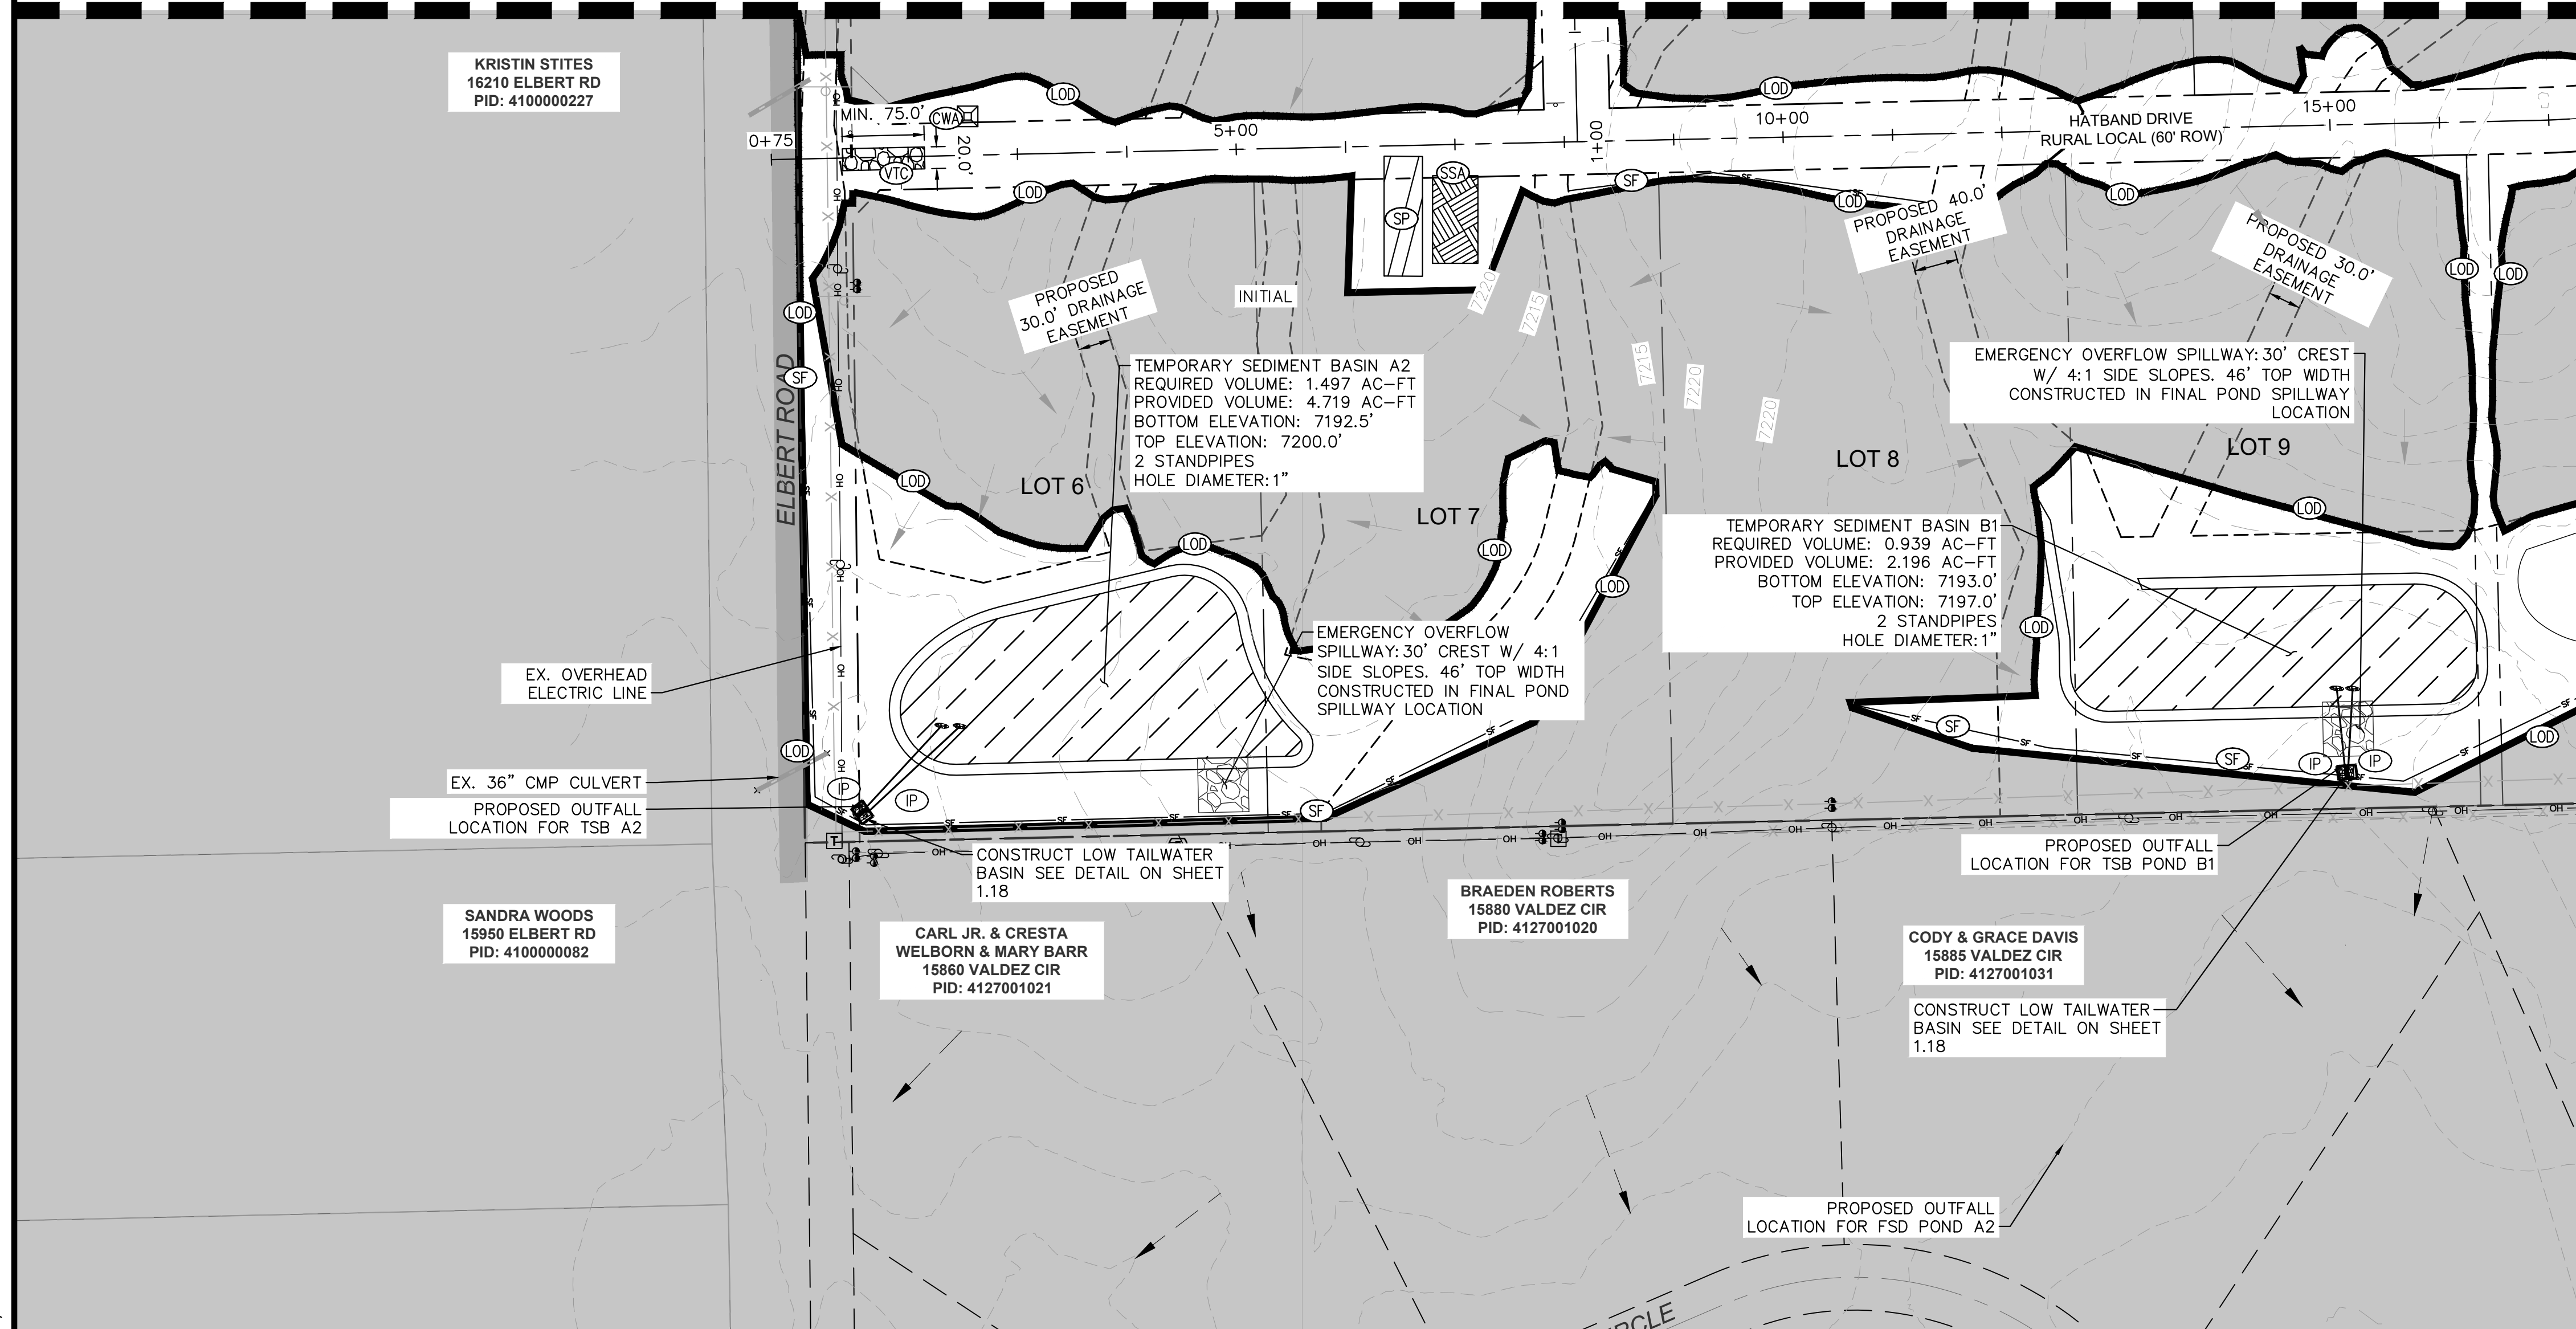 KRISTIN STITES
16210 ELBERT RD
PID: 4100000227
LOD
MIN. 75.0'
CWA
0+75
20.0'
VTC
LOD
5+00
SP
SSA
1+00
SF
LOD
10+00
LOD
HATBAND DRIVE
RURAL LOCAL (60' ROW)
15+00
LOD
PROPOSED 40.0'
DRAINAGE
EASEMENT
PROPOSED 30.0'
DRAINAGE
EASEMENT
LOD
LOD
PROPOSED
30.0' DRAINAGE
EASEMENT
INITIAL
7220
7215
7215
7220
7220
LOD
SF
ELBERT ROAD
TEMPORARY SEDIMENT BASIN A2
REQUIRED VOLUME: 1.497 AC-FT
PROVIDED VOLUME: 4.719 AC-FT
BOTTOM ELEVATION: 7192.5'
TOP ELEVATION: 7200.0'
2 STANDPIPES
HOLE DIAMETER: 1"
EMERGENCY OVERFLOW SPILLWAY: 30' CREST
W/ 4:1 SIDE SLOPES. 46' TOP WIDTH
CONSTRUCTED IN FINAL POND SPILLWAY
LOCATION
LOT 6
LOT 7
LOT 8
LOT 9
LOD
LOD
LOD
LOD
LOD
LOD
TEMPORARY SEDIMENT BASIN B1
REQUIRED VOLUME: 0.939 AC-FT
PROVIDED VOLUME: 2.196 AC-FT
BOTTOM ELEVATION: 7193.0'
TOP ELEVATION: 7197.0'
2 STANDPIPES
HOLE DIAMETER: 1"
EMERGENCY OVERFLOW
SPILLWAY: 30' CREST W/ 4:1
SIDE SLOPES. 46' TOP WIDTH
CONSTRUCTED IN FINAL POND
SPILLWAY LOCATION
EX. OVERHEAD
ELECTRIC LINE
LOD
EX. 36" CMP CULVERT
PROPOSED OUTFALL
LOCATION FOR TSB A2
IP
IP
SF
SF
SF
IP
IP
LOD
CONSTRUCT LOW TAILWATER
BASIN SEE DETAIL ON SHEET
1.18
T
OH
OH
OH
OH
OH
OH
OH
OH
OH
OH
OH
PROPOSED OUTFALL
LOCATION FOR TSB POND B1
SANDRA WOODS
15950 ELBERT RD
PID: 4100000082
CARL JR. & CRESTA
WELBORN & MARY BARR
15860 VALDEZ CIR
PID: 4127001021
BRAEDEN ROBERTS
15880 VALDEZ CIR
PID: 4127001020
CODY & GRACE DAVIS
15885 VALDEZ CIR
PID: 4127001031
CONSTRUCT LOW TAILWATER
BASIN SEE DETAIL ON SHEET
1.18
PROPOSED OUTFALL
LOCATION FOR FSD POND A2